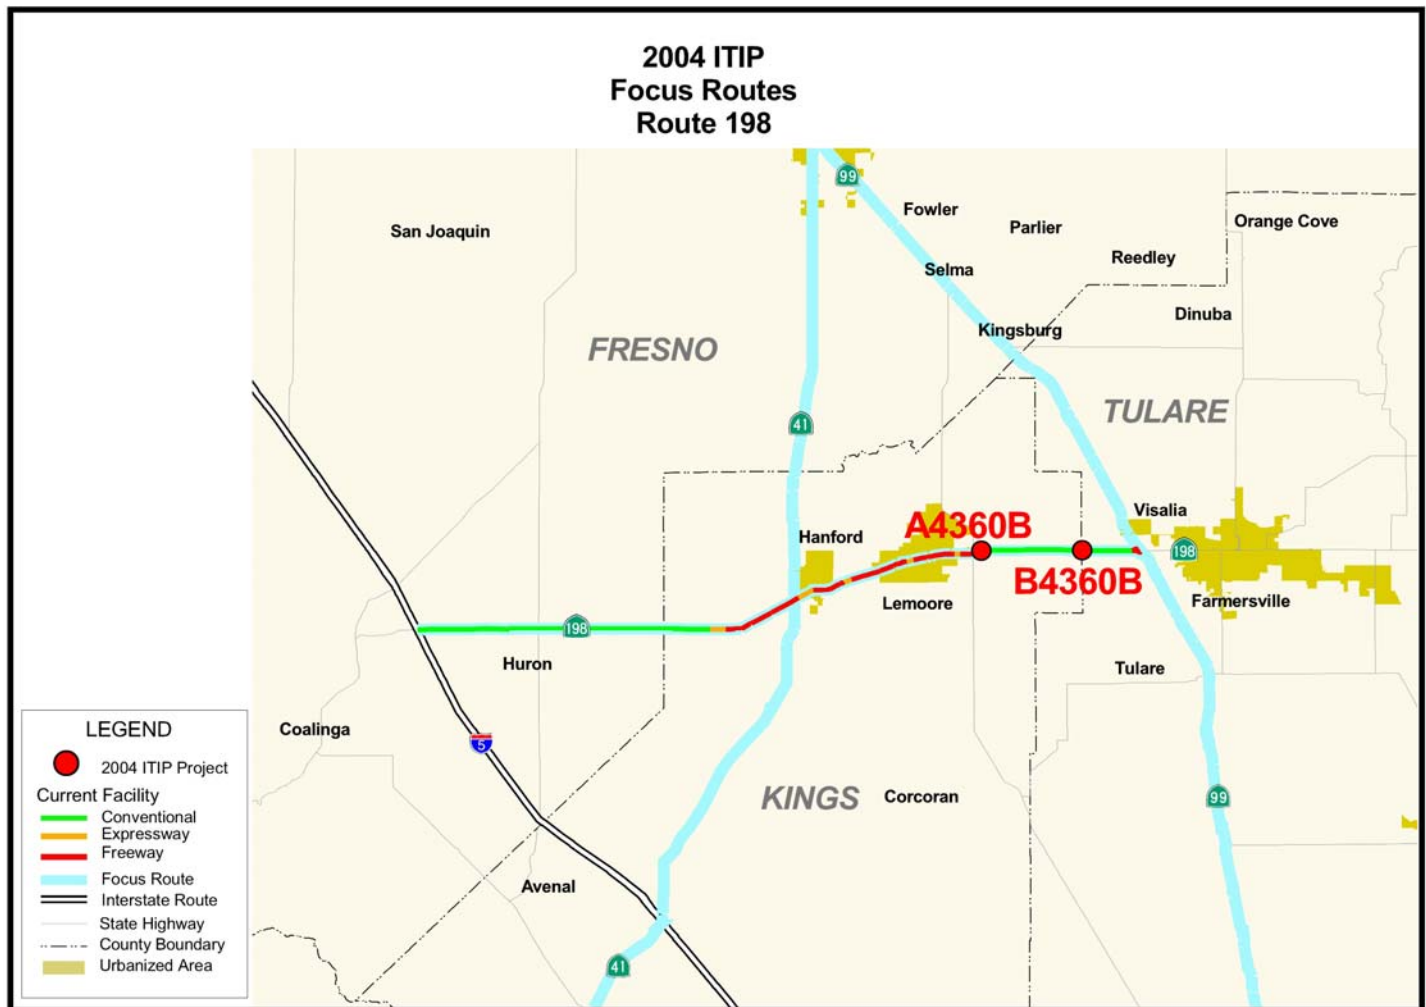 2004 ITIP
Focus Routes
Route 198
99
Fowler
Orange Cove
San Joaquin
Parlier
Reedley
Selma
Dinuba
Kingsburg
FRESNO
TULARE
41
Visalia
A4360B
Hanford
198
B4360B
Lemoore
Farmersville
198
Huron
Tulare
Coalinga
5
KINGS
Corcoran
99
Avenal
41
LEGEND
2004 ITIP Project
Current Facility
Conventional
Expressway
Freeway
Focus Route
Interstate Route
State Highway
County Boundary
Urbanized Area